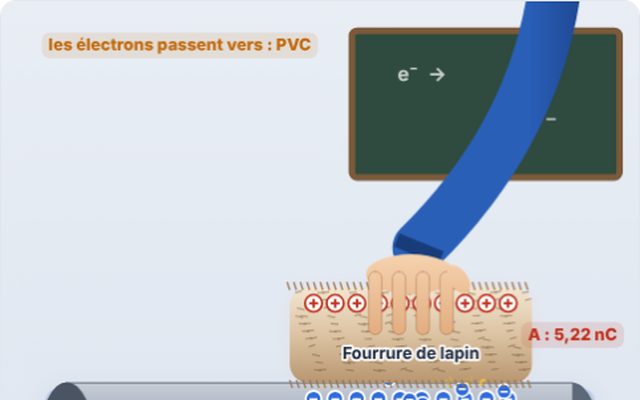 les électrons passent vers : PVC
e⁻ →
−
A : 5,22 nC
Fourrure de lapin